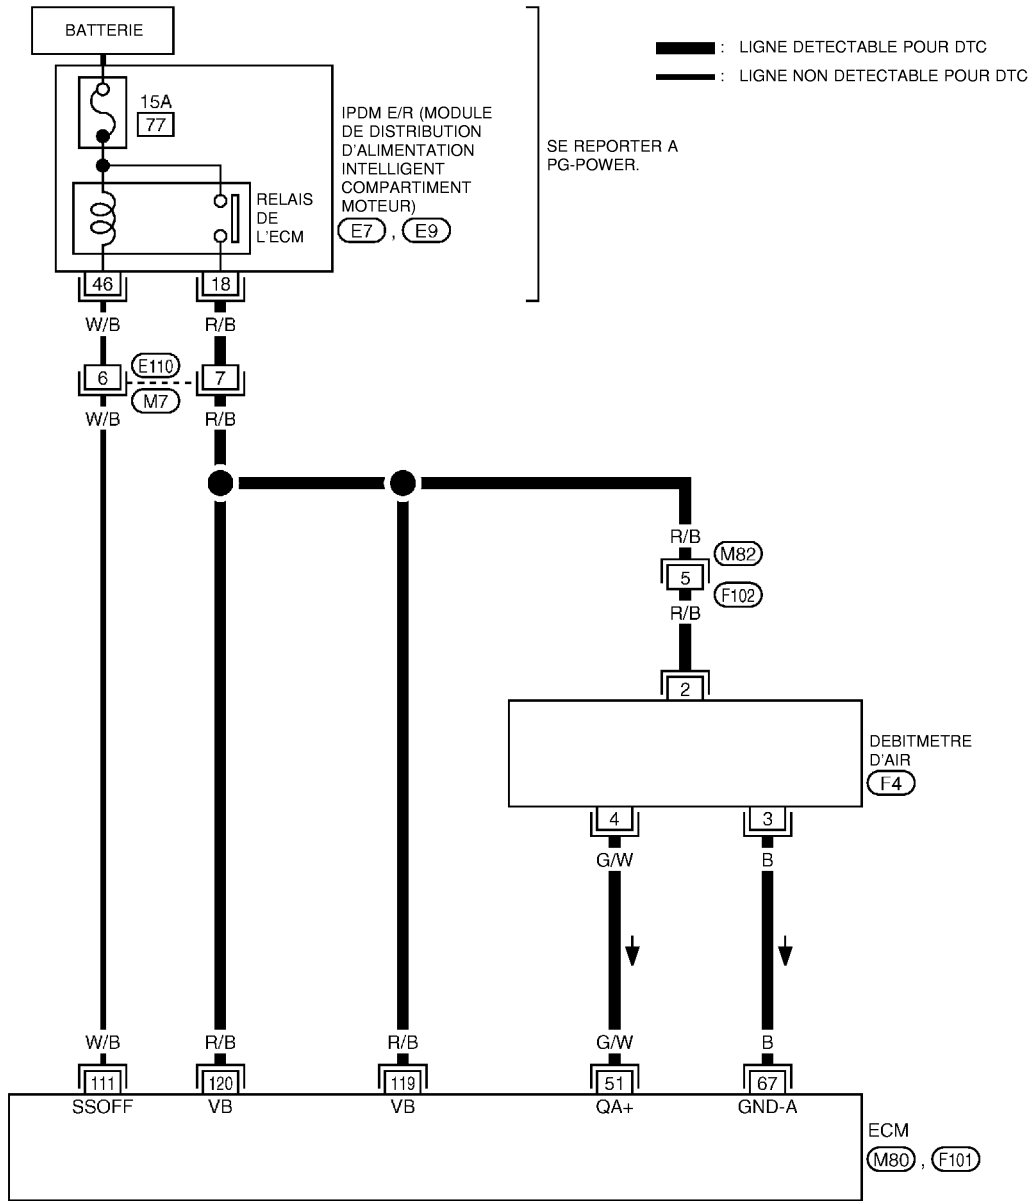 BATTERIE
: LIGNE DETECTABLE POUR DTC
: LIGNE NON DETECTABLE POUR DTC
15A
77
IPDM E/R (MODULE
DE DISTRIBUTION
D'ALIMENTATION
INTELLIGENT
COMPARTIMENT
MOTEUR)
E7 , E9
SE REPORTER A
PG-POWER.
RELAIS
DE
L'ECM
46 18
W/B R/B
6 E110 7
M7
W/B R/B
R/B
M82
5
F102
R/B
2
DEBITMETRE
D'AIR
F4
4 3
G/W B
W/B R/B R/B G/W B
111 120 119 51 67
SSOFF VB VB QA+ GND-A
ECM
M80 , F101